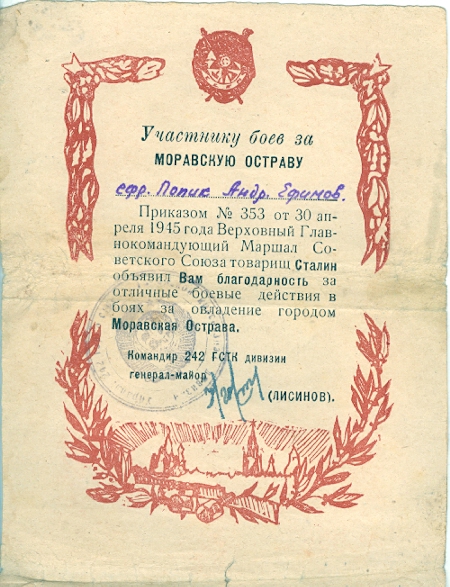 Участнику боев за
МОРАВСКУЮ ОСТРАВУ
ефр. Попик Андр. Ефимов.
Приказом № 353 от 30 ап-
реля 1945 года Верховный Глав-
нокомандующий Маршал Со-
ветского Союза товарищ Сталин
объявил Вам благодарность за
отличные боевые действия в
боях за овладение городом
Моравская Острава.
Командир 242 ГСТК дивизии
генерал-майор
(ЛИСИНОВ).